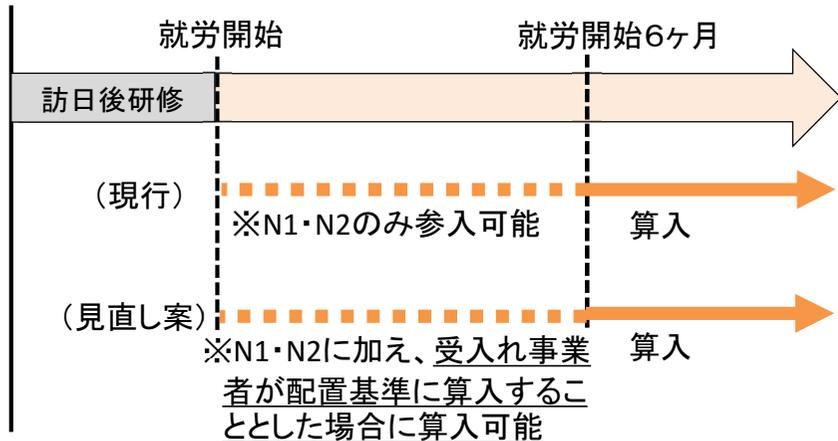 就労開始
就労開始6ヶ月
訪日後研修
（現行）
※N1・N2のみ参入可能
算入
（見直し案）
※N1・N2に加え、受入れ事業
者が配置基準に算入するこ
ととした場合に算入可能
算入